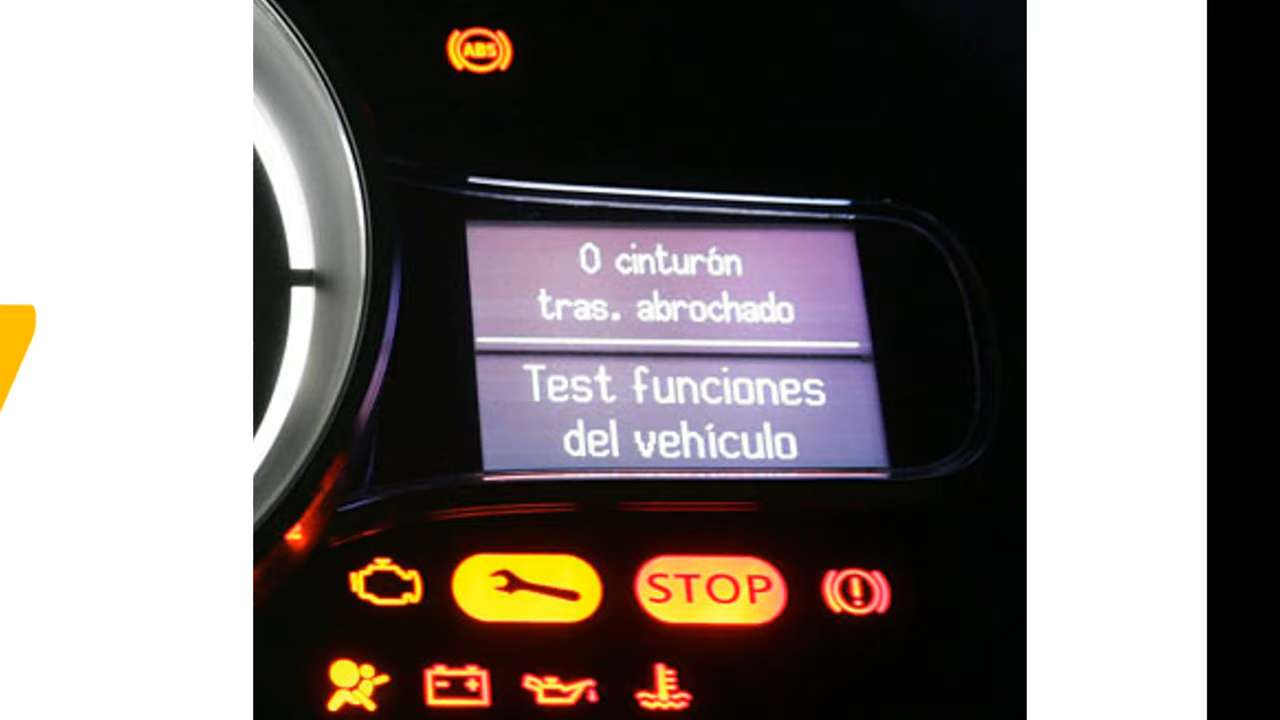 ABS
0 cinturón
tras. abrochado
Test funciones
del vehículo
STOP